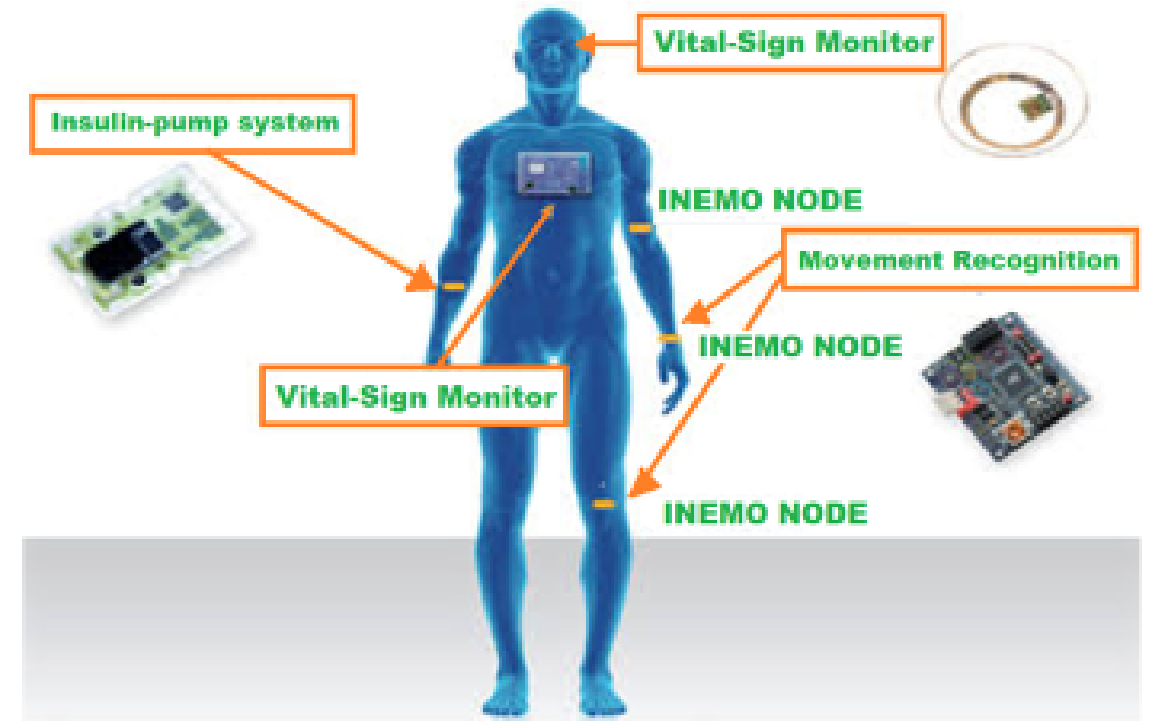 Vital-Sign Monitor
Insulin-pump system
INEMO NODE
Movement Recognition
INEMO NODE
Vital-Sign Monitor
INEMO NODE